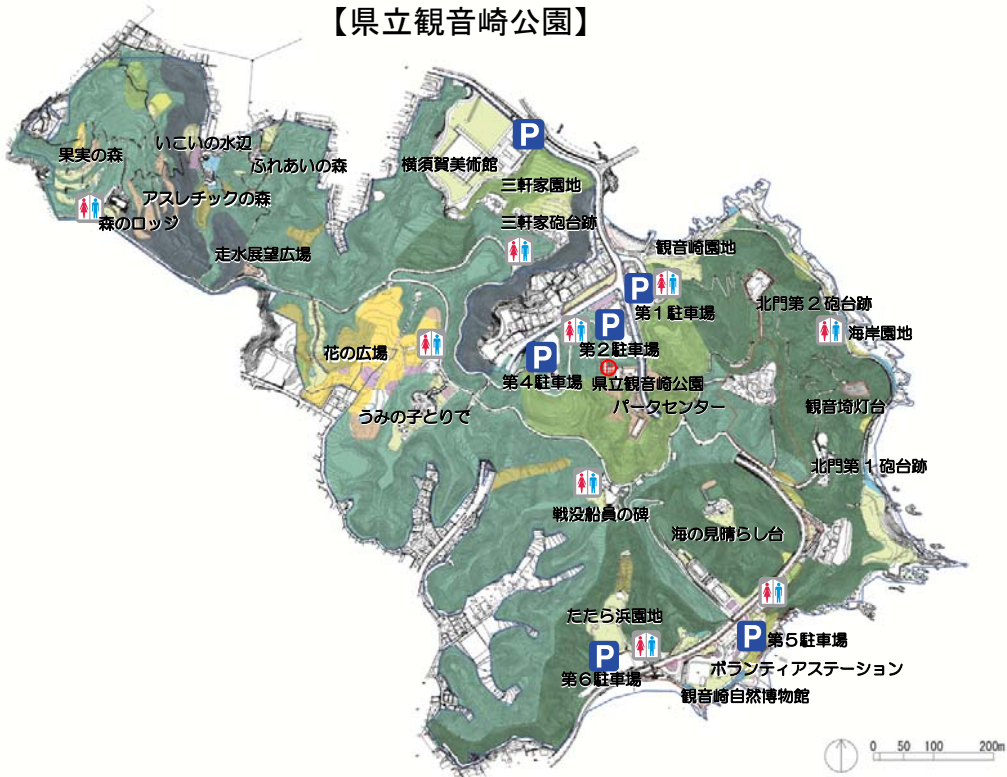 【県立観音崎公園】
P
いこいの水辺
果実の森
ふれあいの森
横須賀美術館
三軒家園地
アスレチックの森
森のロッジ
三軒家砲台跡
走水展望広場
観音崎園地
P
第1駐車場
北門第2砲台跡
海岸園地
P
第2駐車場
花の広場
P
第4駐車場
県立観音崎公園
パークセンター
観音埼灯台
うみの子とりで
北門第1砲台跡
戦没船員の碑
海の見晴らし台
たたら浜園地
P
第5駐車場
P
第6駐車場
ボランティアステーション
観音崎自然博物館
0 50 100 200m